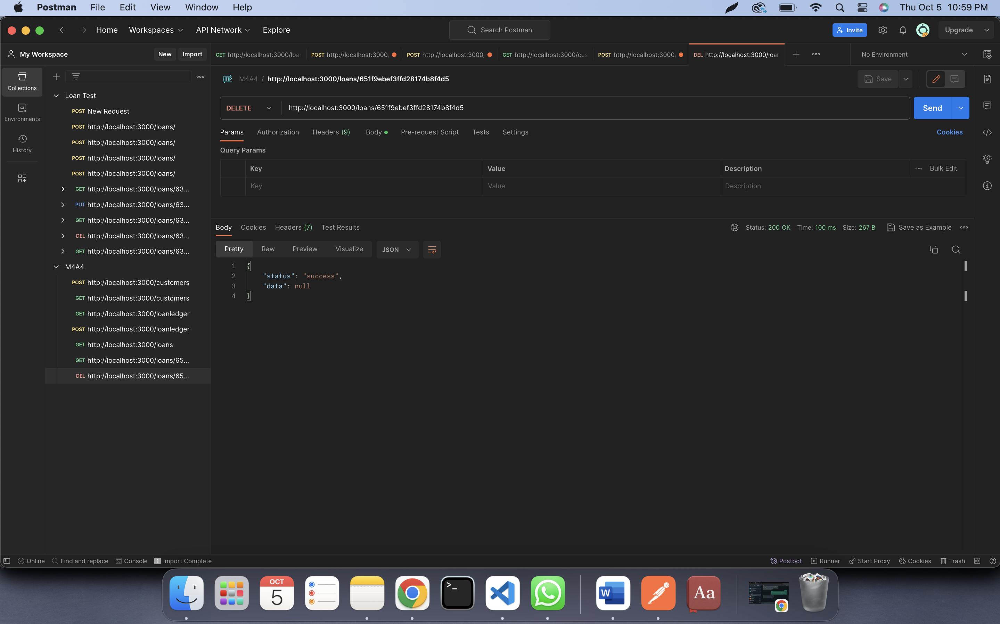 Postman File Edit View Window Help Thu Oct 5 10:59 PM
Home Workspaces API Network Explore Search Postman Invite Upgrade
My Workspace New Import
GET http://localhost:3000/loan POST http://localhost:3000/ POST http://localhost:3000/ GET http://localhost:3000/cus POST http://localhost:3000/ DEL http://localhost:3000/loan No Environment
Collections
Environments
History
Loan Test
POST New Request
POST http://localhost:3000/loans/
POST http://localhost:3000/loans/
POST http://localhost:3000/loans/
POST http://localhost:3000/loans/
GET http://localhost:3000/loans/63...
PUT http://localhost:3000/loans/63...
GET http://localhost:3000/loans/63...
DEL http://localhost:3000/loans/63...
GET http://localhost:3000/loans/63...
M4A4
POST http://localhost:3000/customers
GET http://localhost:3000/customers
GET http://localhost:3000/loanledger
POST http://localhost:3000/loanledger
GET http://localhost:3000/loans
GET http://localhost:3000/loans/65...
DEL http://localhost:3000/loans/65...
HTTP M4A4 / http://localhost:3000/loans/651f9ebef3ffd28174b8f4d5 Save
DELETE http://localhost:3000/loans/651f9ebef3ffd28174b8f4d5 Send
Params Authorization Headers (9) Body Pre-request Script Tests Settings Cookies
Query Params
Key Value Description Bulk Edit
Key Value Description
Body Cookies Headers (7) Test Results Status: 200 OK Time: 100 ms Size: 267 B Save as Example
Pretty Raw Preview Visualize JSON
1 {
2 "status": "success",
3 "data": null
4 }
Online Find and replace Console 1 Import Complete Postbot Runner Start Proxy Cookies Trash
OCT
5
>_
W
Aa